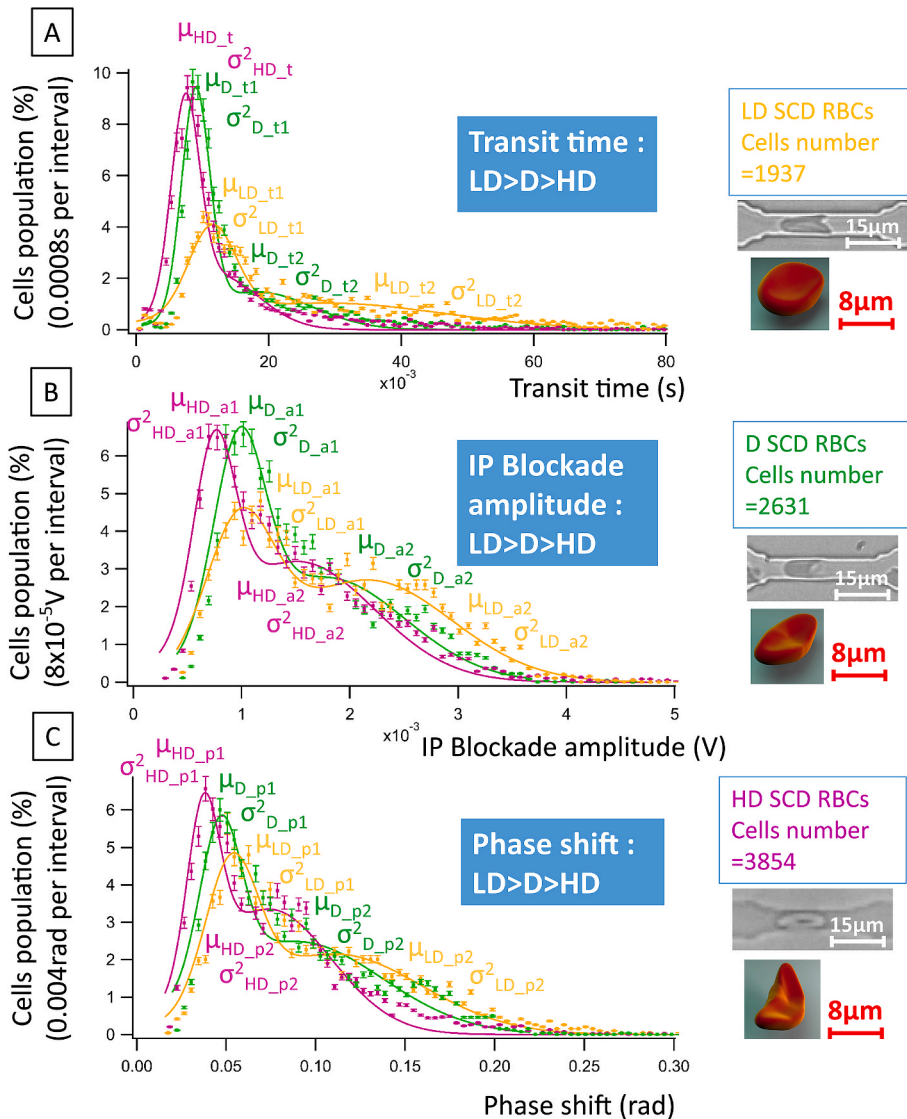 A
Cells population (%)
(0.0008s per interval)
10
8
6
4
2
0
μHD_t
σ²HD_t
μD_t1
σ²D_t1
μLD_t1
σ²LD_t1
μD_t2
σ²D_t2
μLD_t2
σ²LD_t2
Transit time :
LD>D>HD
0
20
40
60
80
x10⁻³
Transit time (s)
LD SCD RBCs
Cells number
=1937
15μm
8μm
B
Cells population (%)
(8x10⁻⁵V per interval)
6
5
4
3
2
1
0
μHD_a1
σ²HD_a1
μD_a1
σ²D_a1
μLD_a1
σ²LD_a1
μD_a2
σ²D_a2
μHD_a2
σ²HD_a2
μLD_a2
σ²LD_a2
IP Blockade
amplitude :
LD>D>HD
0
1
2
3
4
5
x10⁻³
IP Blockade amplitude (V)
D SCD RBCs
Cells number
=2631
15μm
8μm
C
Cells population (%)
(0.004rad per interval)
6
5
4
3
2
1
0
μHD_p1
σ²HD_p1
μD_p1
σ²D_p1
μLD_p1
σ²LD_p1
μD_p2
σ²D_p2
μHD_p2
σ²HD_p2
μLD_p2
σ²LD_p2
Phase shift :
LD>D>HD
0.00
0.05
0.10
0.15
0.20
0.25
0.30
Phase shift (rad)
HD SCD RBCs
Cells number
=3854
15μm
8μm